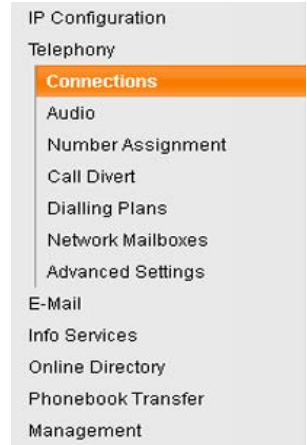 IP Configuration
Telephony
Connections
Audio
Number Assignment
Call Divert
Dialling Plans
Network Mailboxes
Advanced Settings
E-Mail
Info Services
Online Directory
Phonebook Transfer
Management